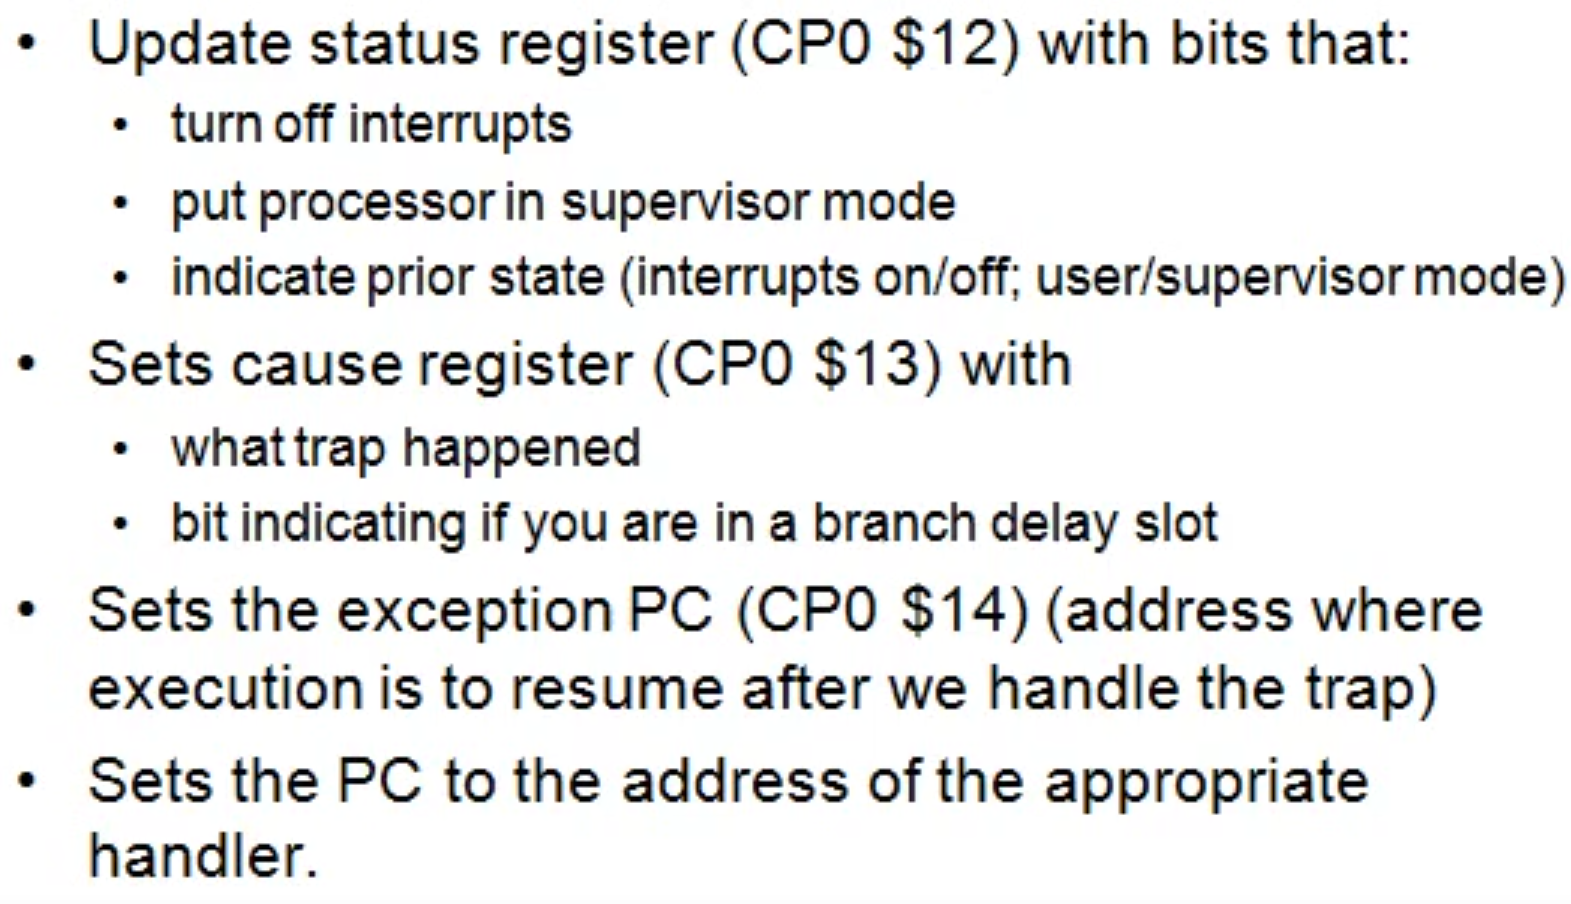 • Update status register (CP0 $12) with bits that:
• turn off interrupts
• put processor in supervisor mode
• indicate prior state (interrupts on/off; user/supervisor mode)
• Sets cause register (CP0 $13) with
• what trap happened
• bit indicating if you are in a branch delay slot
• Sets the exception PC (CP0 $14) (address where
execution is to resume after we handle the trap)
• Sets the PC to the address of the appropriate
handler.